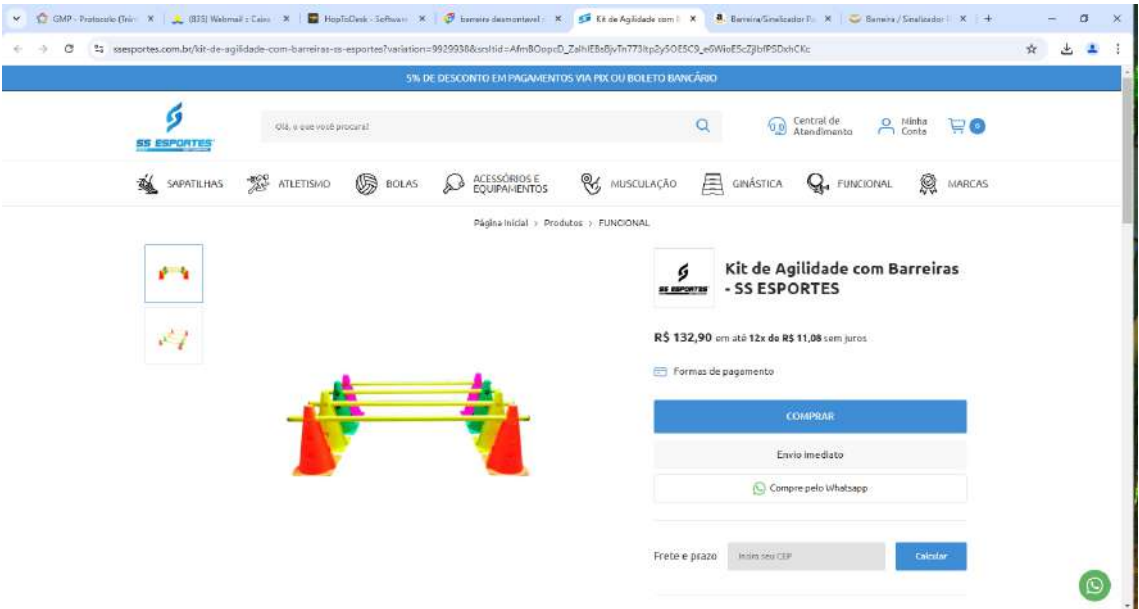 GMP - Protocolo (Trin
(835) Webmail :: Caixa
HopToDesk - Software
barreira desmontavel -
Kit de Agilidade com B
Barreira/Sinalizador P
Barreira / Sinalizador
5% DE DESCONTO EM PAGAMENTOS VIA PIX OU BOLETO BANCÁRIO
SS ESPORTES
Olá, o que você procura?
Central de
Atendimento
Minha
Conta
0
SAPATILHAS
ATLETISMO
BOLAS
ACESSÓRIOS E
EQUIPAMENTOS
MUSCULAÇÃO
GINÁSTICA
FUNCIONAL
MARCAS
Página Inicial > Produtos > FUNCIONAL
SS ESPORTES
Kit de Agilidade com Barreiras
- SS ESPORTES
R$ 132,90 em até 12x de R$ 11,08 sem juros
Formas de pagamento
COMPRAR
Envio imediato
Compre pelo Whatsapp
Frete e prazo
Insira seu CEP
Calcular